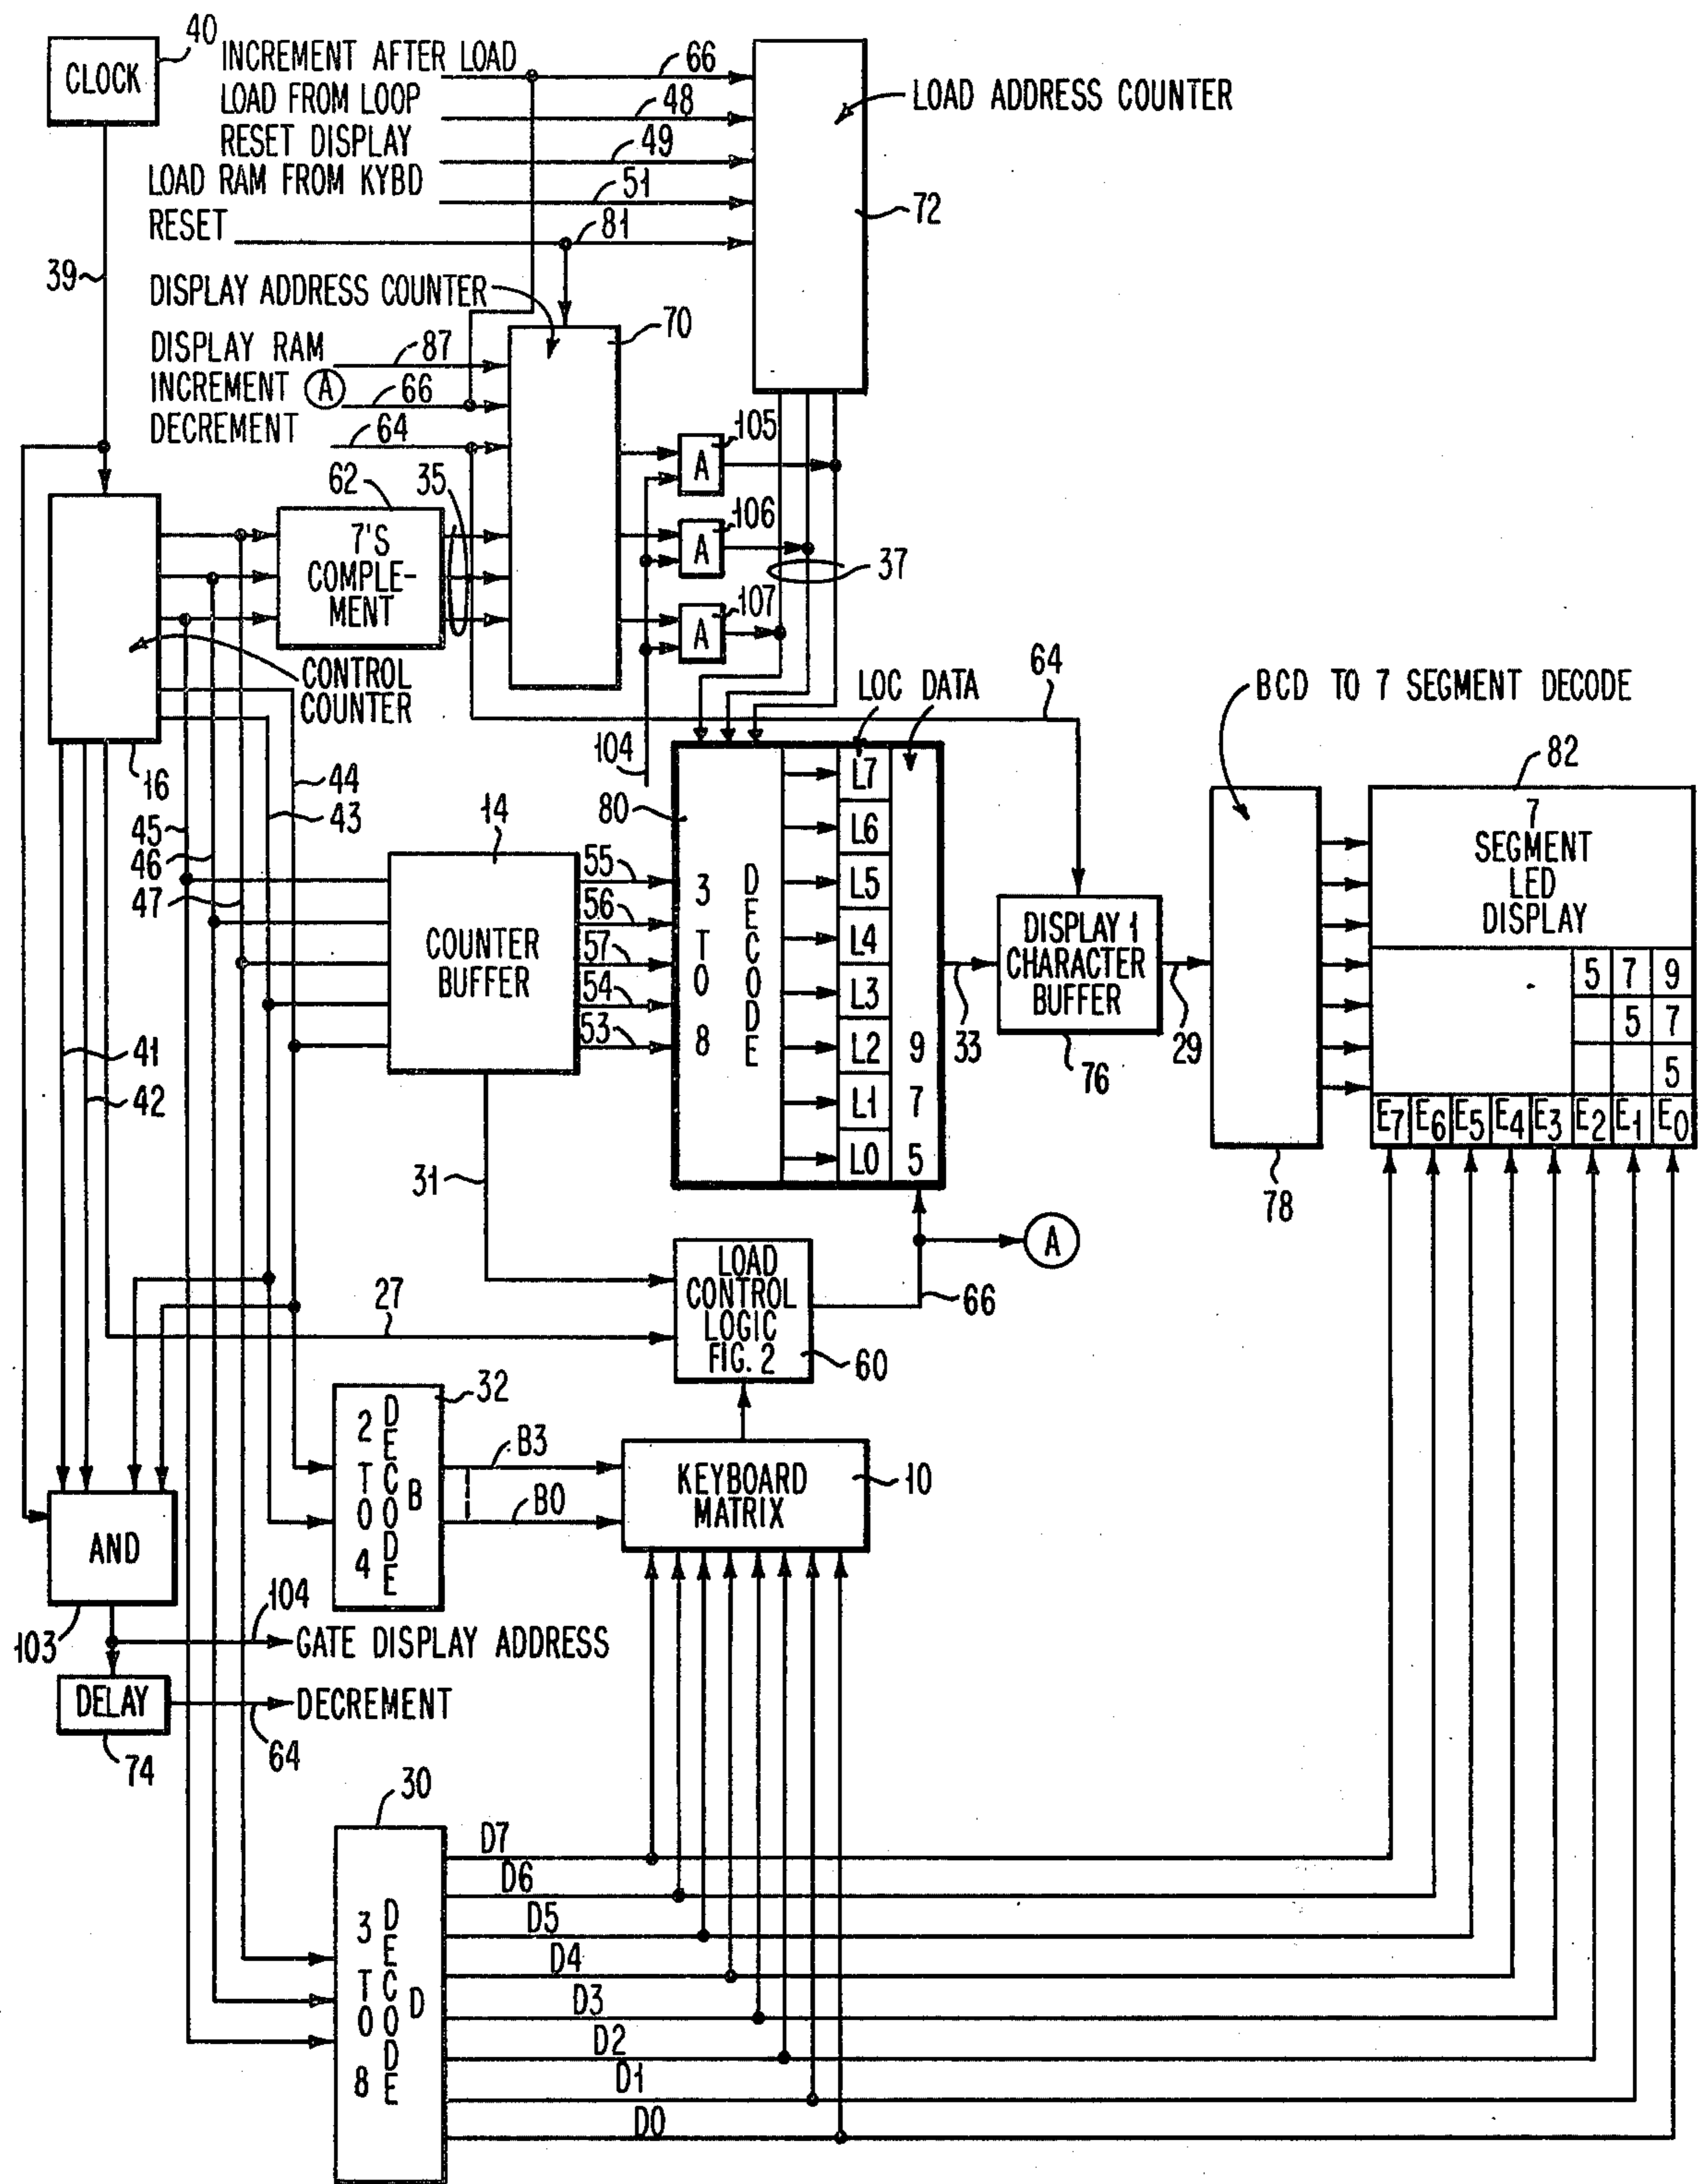 40
CLOCK
INCREMENT AFTER LOAD
66
LOAD FROM LOOP
48
RESET DISPLAY
49
LOAD RAM FROM KYBD
51
RESET
81
LOAD ADDRESS COUNTER
72
39
DISPLAY ADDRESS COUNTER
70
DISPLAY RAM
87
INCREMENT A
66
DECREMENT
64
62
35
7'S
COMPLE-
MENT
A
105
A
106
A
107
37
CONTROL
COUNTER
16
44
43
45
46
47
104
64
LOC DATA
BCD TO 7 SEGMENT DECODE
82
14
COUNTER
BUFFER
55
56
57
54
53
80
3 TO 8
DECODE
L7
L6
L5
L4
L3
L2 9
L1 7
L0 5
33
DISPLAY 1
CHARACTER
BUFFER
76
29
78
7
SEGMENT
LED
DISPLAY
5 7 9
5 7
5
E7 E6 E5 E4 E3 E2 E1 E0
41
42
31
27
LOAD
CONTROL
LOGIC
FIG. 2
60
66
A
32
2 TO 4
DECODE
B
B3
B0
KEYBOARD
MATRIX
10
AND
103
104
GATE DISPLAY ADDRESS
DELAY
74
64
DECREMENT
30
3 TO 8
DECODE
D
D7
D6
D5
D4
D3
D2
D1
D0